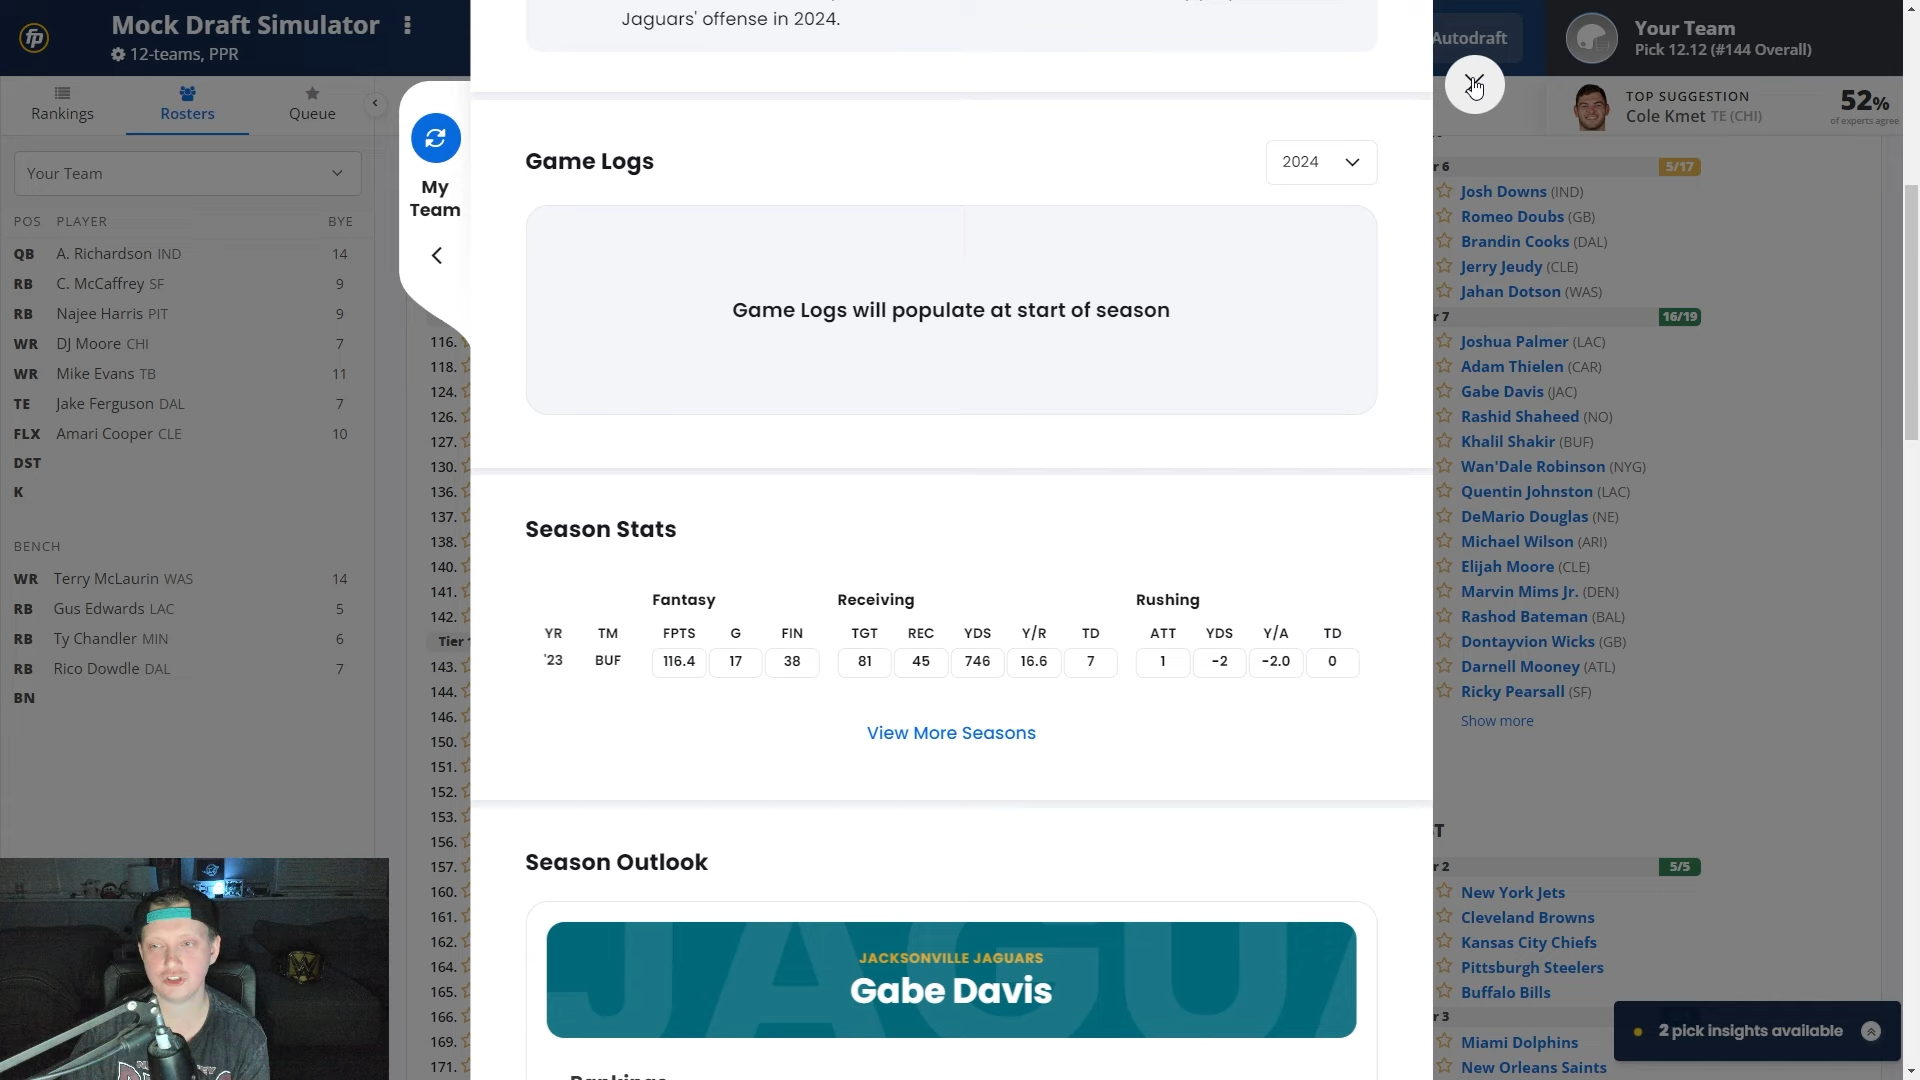 fp
Mock Draft Simulator
12-teams, PPR
Rankings
Rosters
Queue
Your Team
POS PLAYER BYE
QB A. Richardson IND 14
RB C. McCaffrey SF 9
RB Najee Harris PIT 9
WR DJ Moore CHI 7
WR Mike Evans TB 11
TE Jake Ferguson DAL 7
FLX Amari Cooper CLE 10
DST
K
BENCH
WR Terry McLaurin WAS 14
RB Gus Edwards LAC 5
RB Ty Chandler MIN 6
RB Rico Dowdle DAL 7
BN
My
Team
116.
118.
124.
126.
127.
130.
136.
137.
138.
140.
141.
142.
Tier
143.
144.
146.
150.
151.
152.
153.
156.
157.
160.
161.
162.
164.
165.
166.
169.
171.
Jaguars' offense in 2024.
Game Logs
2024
Game Logs will populate at start of season
Season Stats
Fantasy Receiving Rushing
YR TM FPTS G FIN TGT REC YDS Y/R TD ATT YDS Y/A TD
'23 BUF 116.4 17 38 81 45 746 16.6 7 1 -2 -2.0 0
View More Seasons
Season Outlook
JAGUA
JACKSONVILLE JAGUARS
Gabe Davis
Autodraft
Your Team
Pick 12.12 (#144 Overall)
TOP SUGGESTION
Cole Kmet TE (CHI)
52%
of experts agree
r 6 5/17
Josh Downs (IND)
Romeo Doubs (GB)
Brandin Cooks (DAL)
Jerry Jeudy (CLE)
Jahan Dotson (WAS)
r 7 16/19
Joshua Palmer (LAC)
Adam Thielen (CAR)
Gabe Davis (JAC)
Rashid Shaheed (NO)
Khalil Shakir (BUF)
Wan'Dale Robinson (NYG)
Quentin Johnston (LAC)
DeMario Douglas (NE)
Michael Wilson (ARI)
Elijah Moore (CLE)
Marvin Mims Jr. (DEN)
Rashod Bateman (BAL)
Dontayvion Wicks (GB)
Darnell Mooney (ATL)
Ricky Pearsall (SF)
Show more
T
r 2 5/5
New York Jets
Cleveland Browns
Kansas City Chiefs
Pittsburgh Steelers
Buffalo Bills
r 3
Miami Dolphins
New Orleans Saints
2 pick insights available